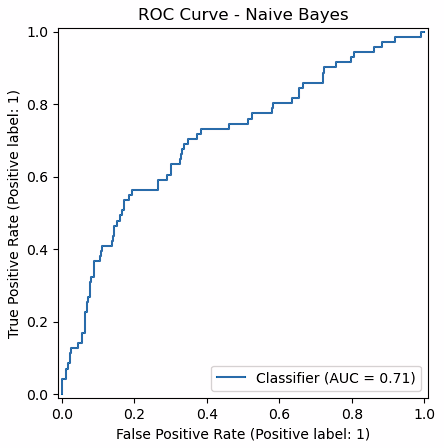 ROC Curve - Naive Bayes
1.0
0.8
0.6
0.4
0.2
0.0
True Positive Rate (Positive label: 1)
Classifier (AUC = 0.71)
0.0 0.2 0.4 0.6 0.8 1.0
False Positive Rate (Positive label: 1)